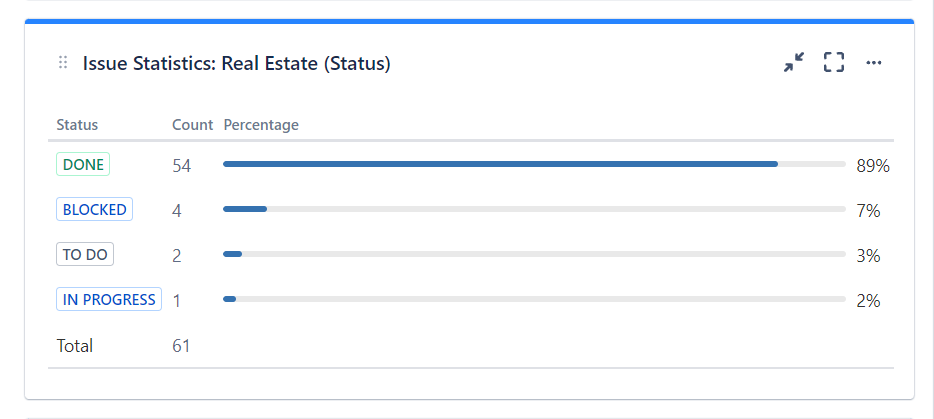 Issue Statistics: Real Estate (Status)
Status Count Percentage
DONE 54 89%
BLOCKED 4 7%
TO DO 2 3%
IN PROGRESS 1 2%
Total 61